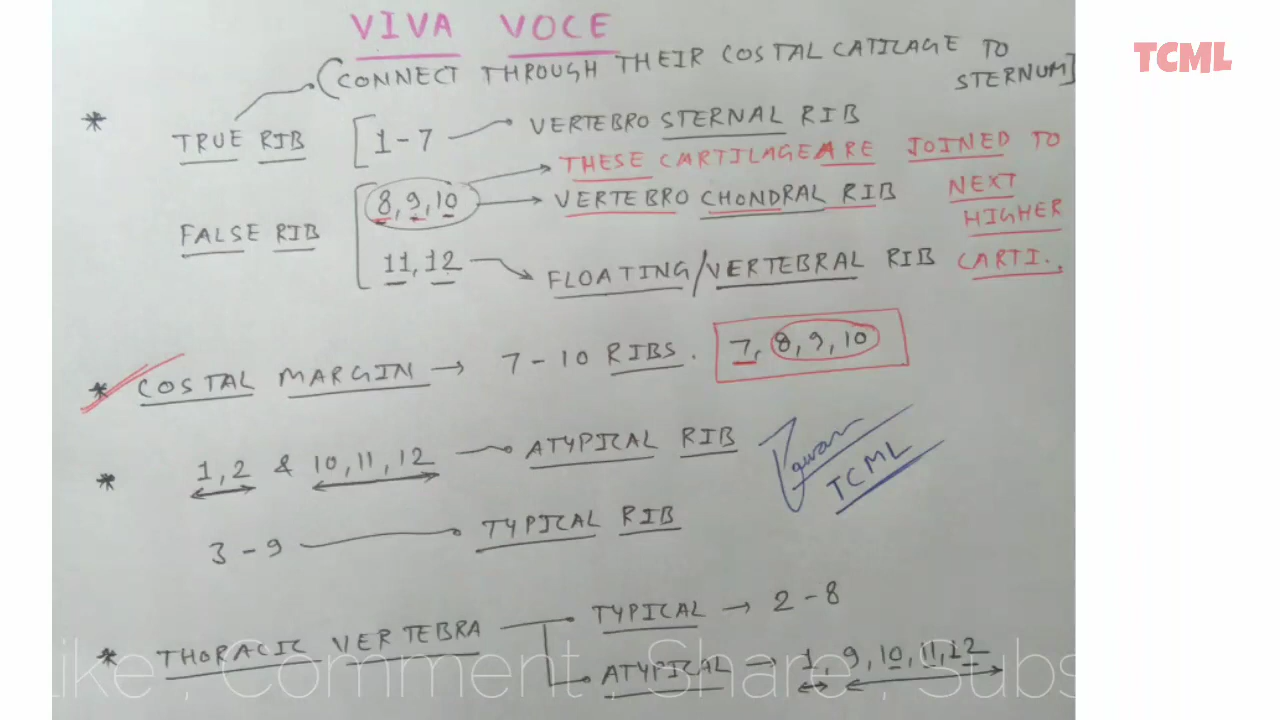 VIVA VOCE
TCML
(CONNECT THROUGH THEIR COSTAL CATILAGE TO
STERNUM]
* TRUE RIB [1-7 VERTEBRO STERNAL RIB
THESE CARTILAGE ARE JOINED TO
8,9,10 → VERTEBRO CHONDRAL RIB NEXT
HIGHER
FALSE RIB
11,12 → FLOATING/VERTEBRAL RIB CARTI.,
* COSTAL MARGIN → 7-10 RIBS. 7,8,9,10
* 1,2 & 10,11,12 ATYPICAL RIB
TCML
3-9 TYPICAL RIB
TYPICAL → 2-8
* THORACIC VERTEBRA
ATYPICAL → 1,9,10,11,12
Like, Comment, Share, Subs